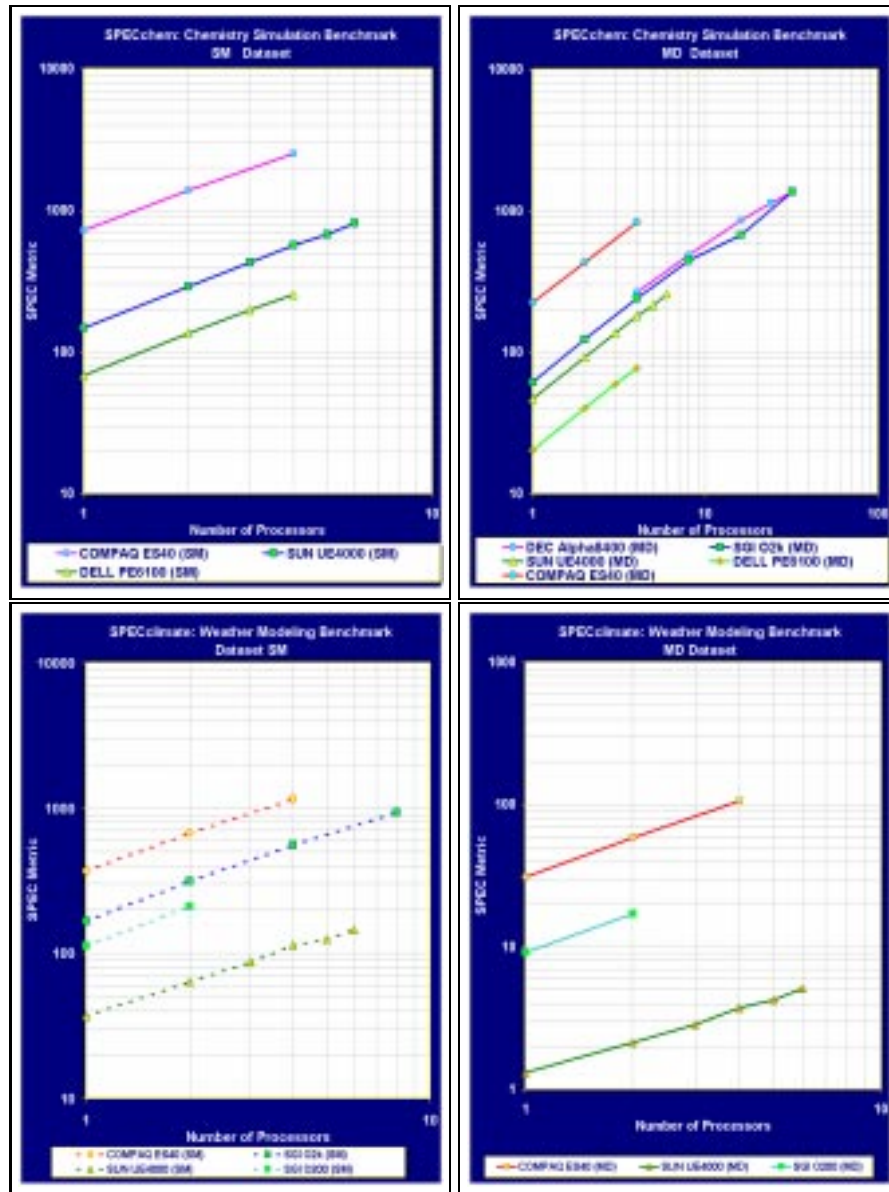 SPECchem: Chemistry Simulation Benchmark
SM Dataset
10000
1000
100
10
1
10
SPEC Metric
Number of Processors
COMPAQ ES40 (SM)
SUN UE4000 (SM)
DELL PE6100 (SM)
SPECchem: Chemistry Simulation Benchmark
MD Dataset
10000
1000
100
10
1
10
100
SPEC Metric
Number of Processors
DEC Alpha8400 (MD)
SGI O2k (MD)
SUN UE4000 (MD)
DELL PE6100 (MD)
COMPAQ ES40 (MD)
SPECclimate: Weather Modeling Benchmark
Dataset SM
10000
1000
100
10
1
10
SPEC Metric
Number of Processors
COMPAQ ES40 (SM)
SGI O2k (SM)
SUN UE4000 (SM)
SGI O200 (SM)
SPECclimate: Weather Modeling Benchmark
MD Dataset
1000
100
10
1
1
10
SPEC Metric
Number of Processors
COMPAQ ES40 (MD)
SUN UE4000 (MD)
SGI O200 (MD)